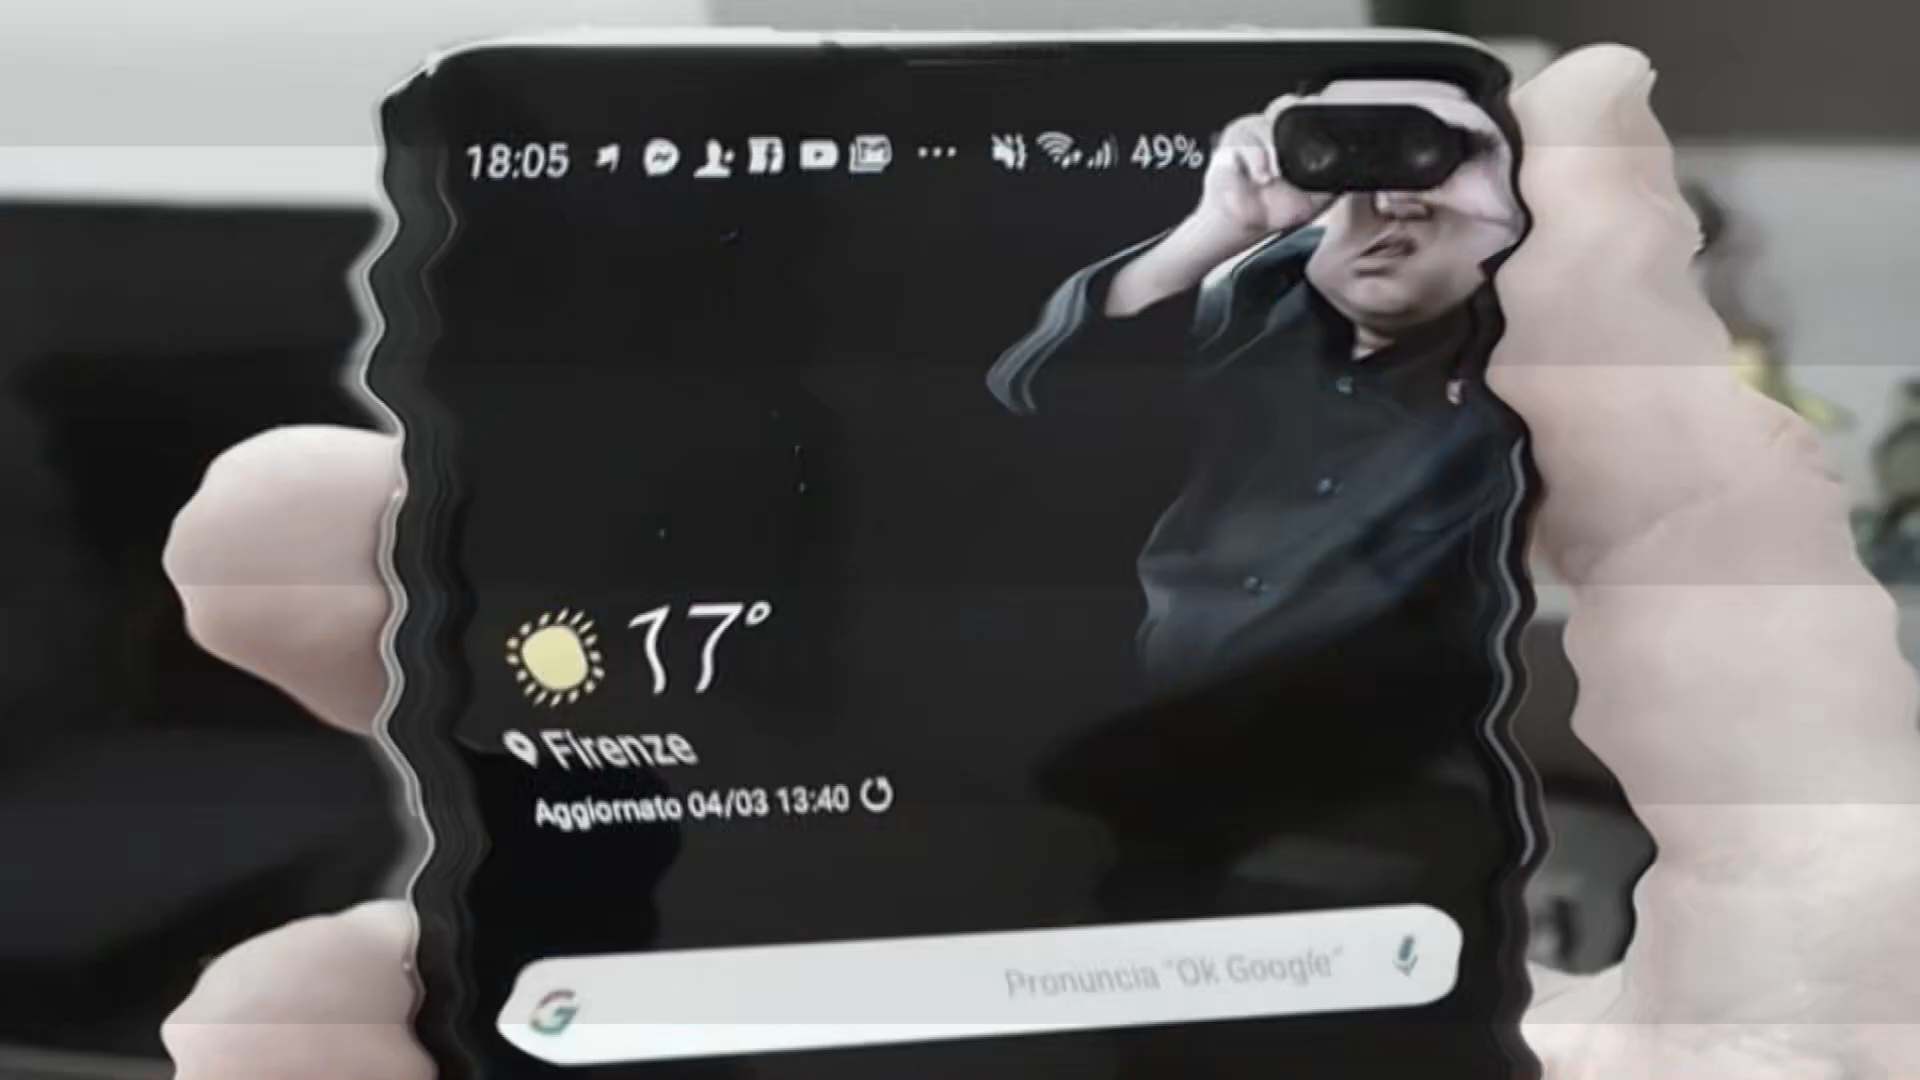 18:05 ... 49%
17°
Firenze
Aggiornato 04/03 13:40
G Pronuncia "Ok Google"